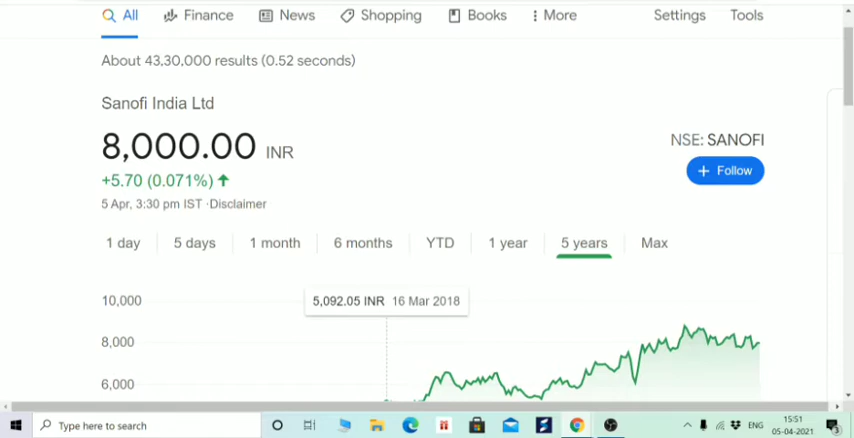 All Finance News Shopping Books More Settings Tools
About 43,30,000 results (0.52 seconds)
Sanofi India Ltd
8,000.00 INR
NSE: SANOFI
+5.70 (0.071%)
Follow
5 Apr, 3:30 pm IST ·Disclaimer
1 day 5 days 1 month 6 months YTD 1 year 5 years Max
10,000
5,092.05 INR 16 Mar 2018
8,000
6,000
Type here to search
ENG
15:51
05-04-2021
3